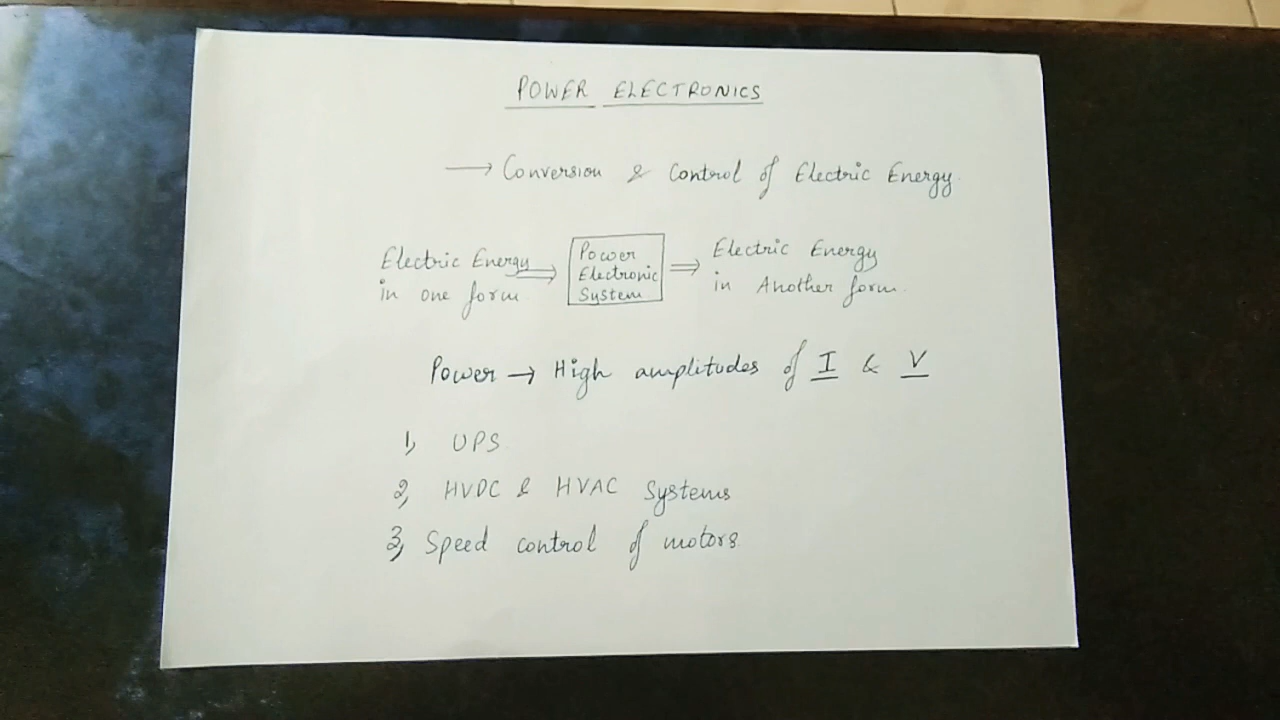 POWER ELECTRONICS
→ Conversion & Control of Electric Energy.
Electric Energy
in one form.
⇒
Power
Electronic
System
⇒
Electric Energy
in Another form.
Power → High amplitudes of I & V
1, UPS
2, HVDC & HVAC Systems
3, Speed control of motors.